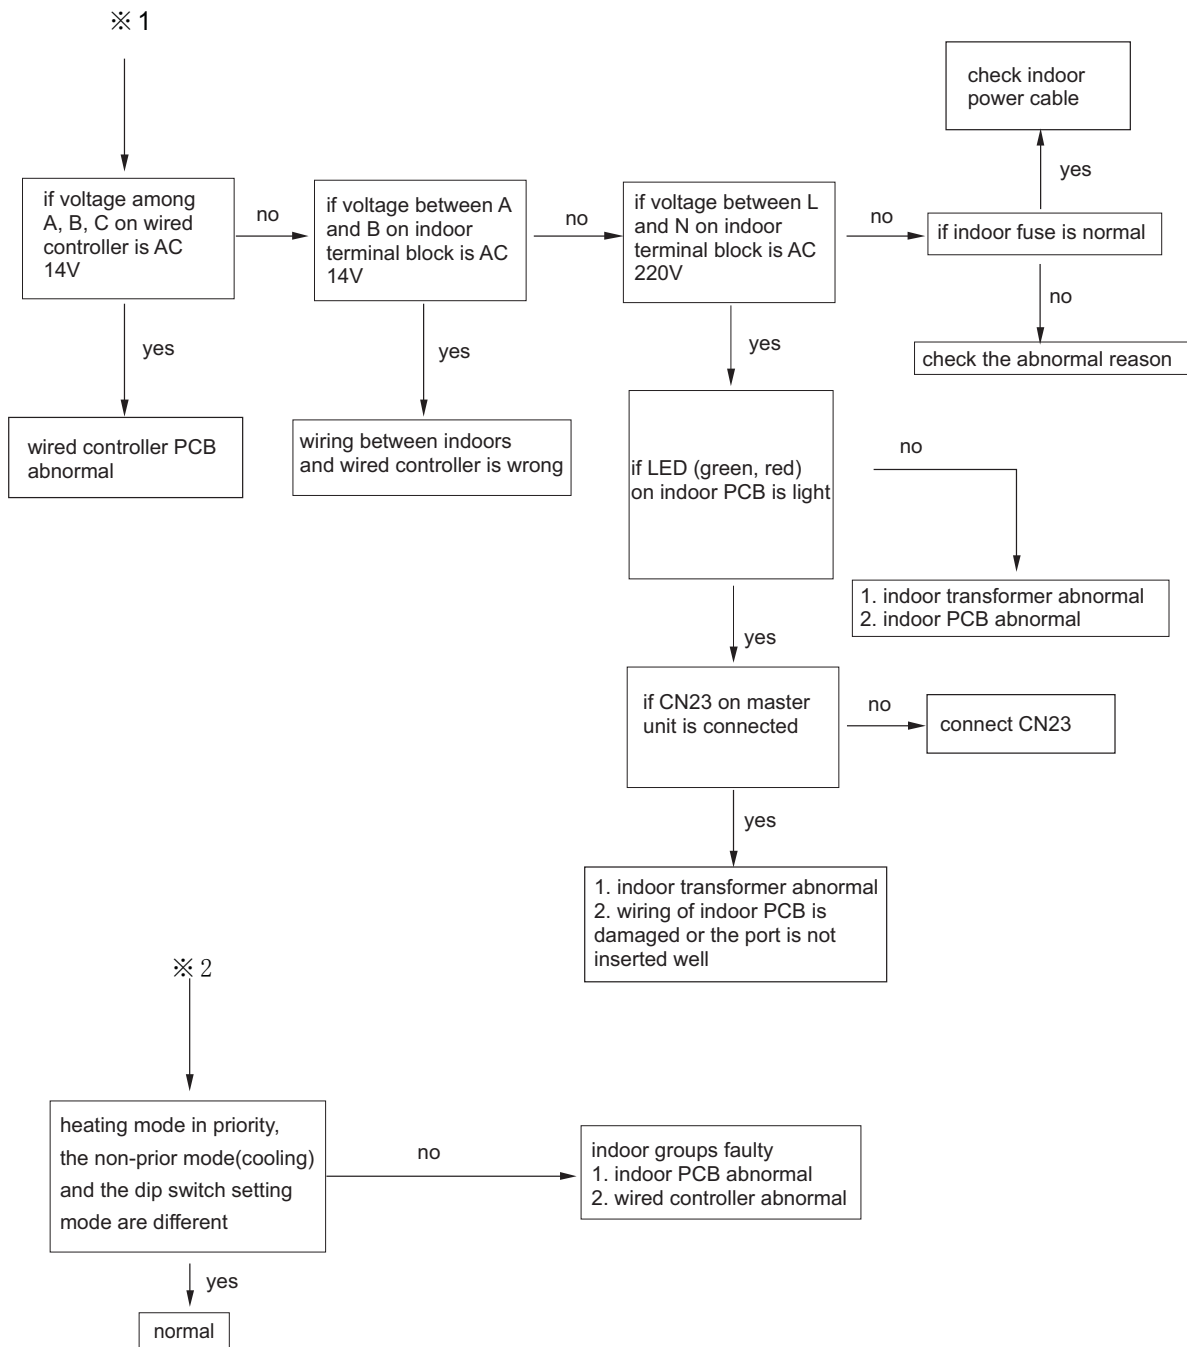 ※ 1
check indoor
power cable
yes
if voltage among
A, B, C on wired
controller is AC
14V
no
if voltage between A
and B on indoor
terminal block is AC
14V
no
if voltage between L
and N on indoor
terminal block is AC
220V
no
if indoor fuse is normal
no
check the abnormal reason
yes
yes
yes
wired controller PCB
abnormal
wiring between indoors
and wired controller is wrong
if LED (green, red)
on indoor PCB is light
no
1. indoor transformer abnormal
2. indoor PCB abnormal
yes
if CN23 on master
unit is connected
no
connect CN23
yes
1. indoor transformer abnormal
2. wiring of indoor PCB is
damaged or the port is not
inserted well
※ 2
heating mode in priority,
the non-prior mode(cooling)
and the dip switch setting
mode are different
no
indoor groups faulty
1. indoor PCB abnormal
2. wired controller abnormal
yes
normal